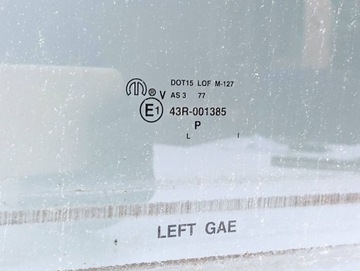 DOT15 LOF M-127
® V AS 3 77
E1 43R-001385
P
L I
LEFT GAE